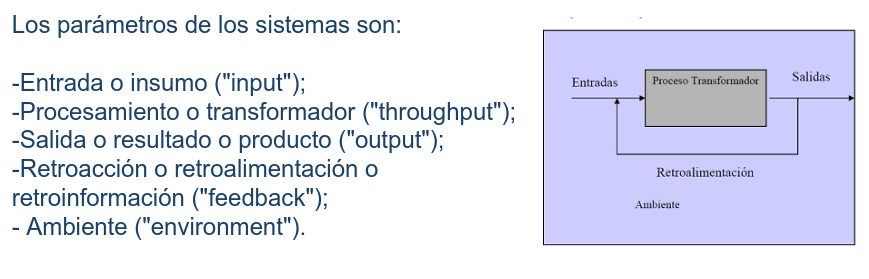 Los parámetros de los sistemas son:
-Entrada o insumo ("input");
-Procesamiento o transformador ("throughput");
-Salida o resultado o producto ("output");
-Retroacción o retroalimentación o
retroinformación ("feedback");
- Ambiente ("environment").
Entradas
Proceso Transformador
Salidas
Retroalimentación
Ambiente